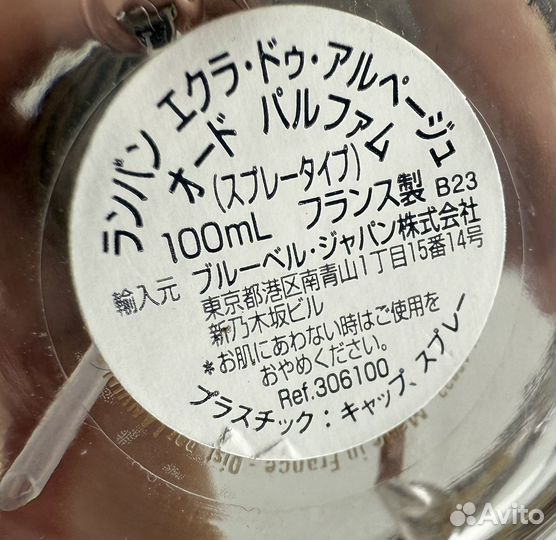 ランバン エクラ・ドゥ・アルページュ
オード パルファム
(スプレータイプ)
100mL フランス製 B23
輸入元 ブルーベル・ジャパン株式会社
東京都港区南青山1丁目15番14号
新乃木坂ビル
*お肌にあわない時はご使用を
おやめください。
Ref.306100
プラスチック：キャップ、スプレー
in France - Dist
Avito